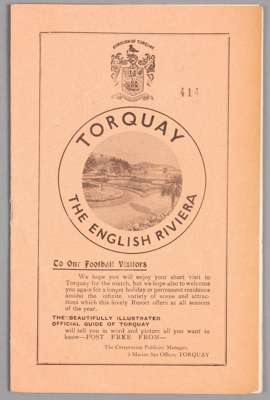 BOROUGH OF TORQUAY
414
TORQUAY
THE ENGLISH RIVIERA
To Our Football Visitors
We hope you will enjoy your short visit to
Torquay for the match, but we hope also to welcome
you again for a longer holiday or permanent residence
amidst the infinite variety of scene and attrac-
tions which this lovely Resort offers at all seasons
of the year.
THE BEAUTIFULLY ILLUSTRATED
OFFICIAL GUIDE OF TORQUAY
will tell you in word and picture all you want to
know—POST FREE FROM—
The Corporation Publicity Manager,
3 Marine Spa Offices, TORQUAY